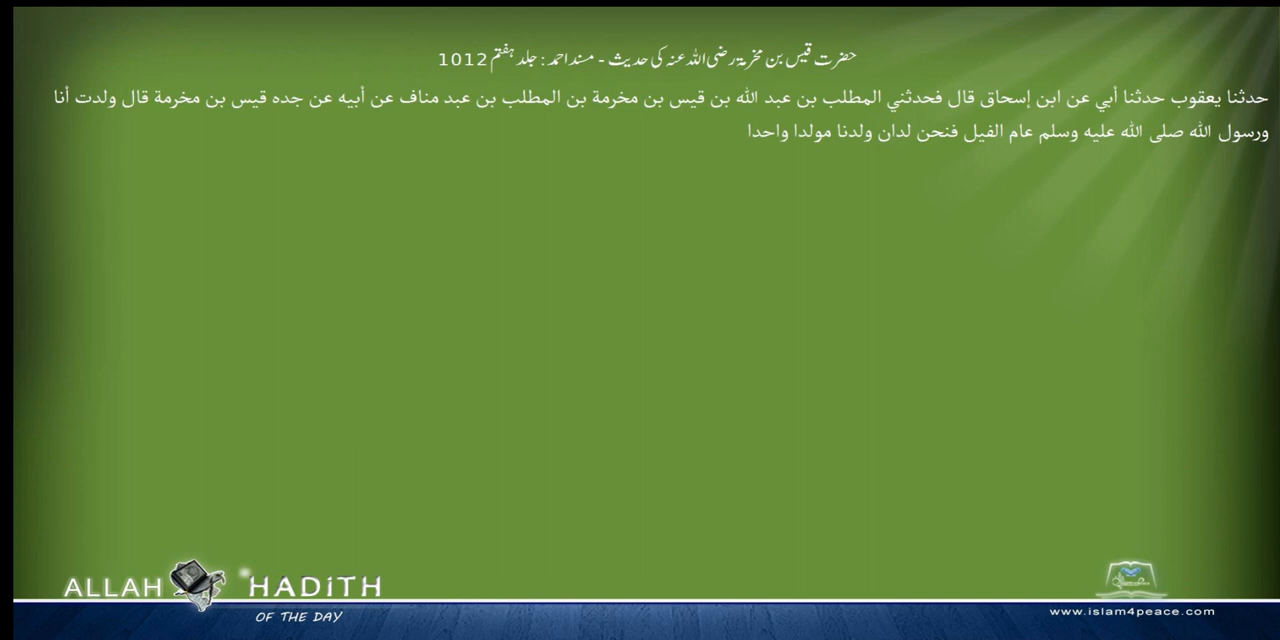 حضرت قیس بن مخرمۃ رضی اللہ عنہ کی حدیث - مسند احمد : جلد ہفتم 1012
حدثنا يعقوب حدثنا أبي عن ابن إسحاق قال فحدثني المطلب بن عبد الله بن قيس بن مخرمة بن المطلب بن عبد مناف عن أبيه عن جده قيس بن مخرمة قال ولدت أنا
ورسول الله صلى الله عليه وسلم عام الفيل فنحن لدان ولدنا مولدا واحدا
ALLAH HADITH
OF THE DAY
www.islam4peace.com